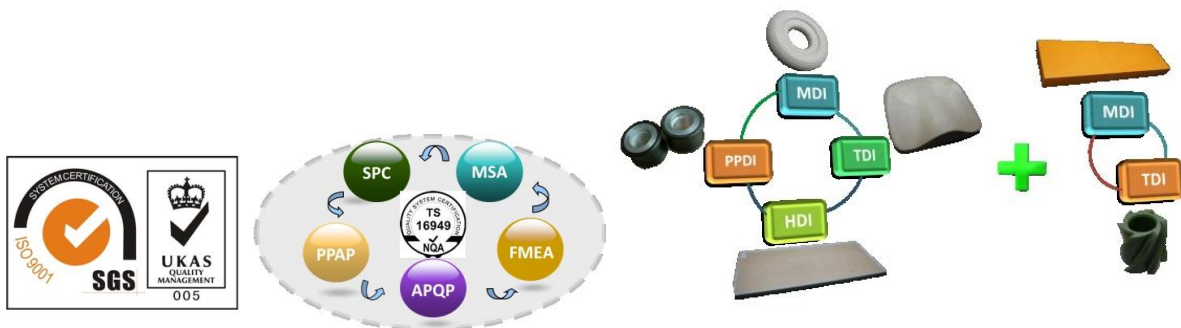 SYSTEM CERTIFICATION
ISO 9001
SGS
UKAS
QUALITY
MANAGEMENT
005
SPC
MSA
PPAP
FMEA
APQP
QUALITY SYSTEM CERTIFICATION
TS
16949
NQA
MDI
PPDI
TDI
HDI
MDI
TDI